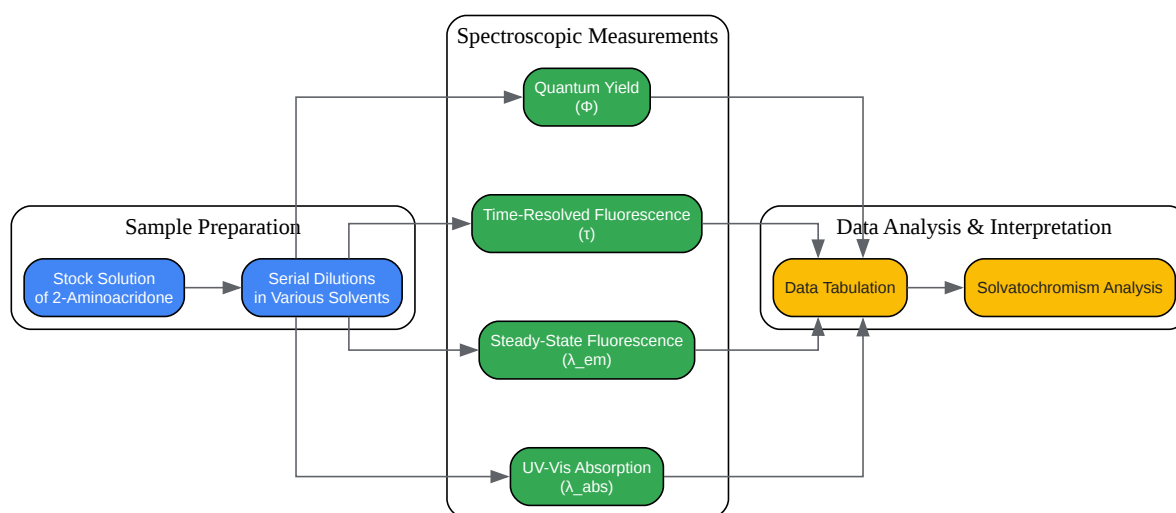 Sample Preparation
Stock Solution
of 2-Aminoacridone
Serial Dilutions
in Various Solvents
Spectroscopic Measurements
Quantum Yield
(Φ)
Time-Resolved Fluorescence
(τ)
Steady-State Fluorescence
(λ_em)
UV-Vis Absorption
(λ_abs)
Data Analysis & Interpretation
Data Tabulation
Solvatochromism Analysis